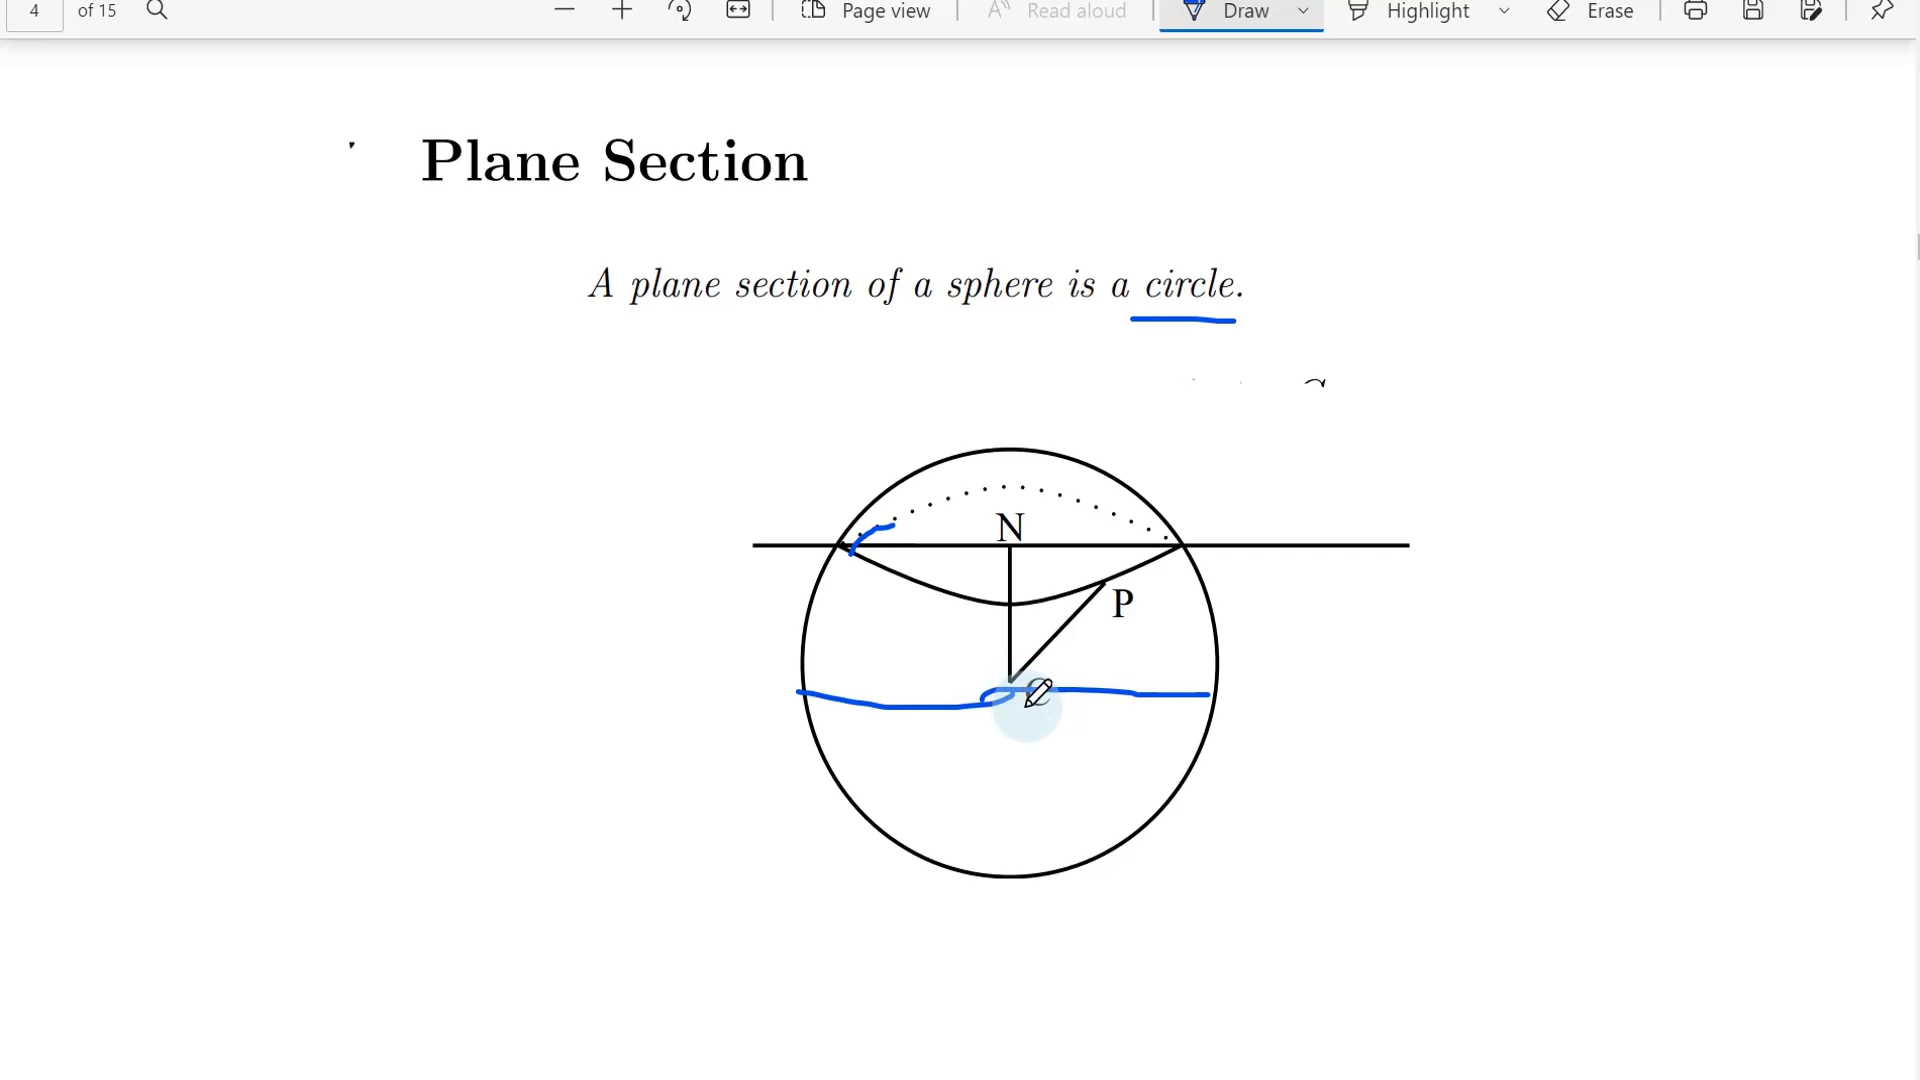 4 of 15 Page view Read aloud Draw Highlight Erase
Plane Section
A plane section of a sphere is a circle.
N
P
C